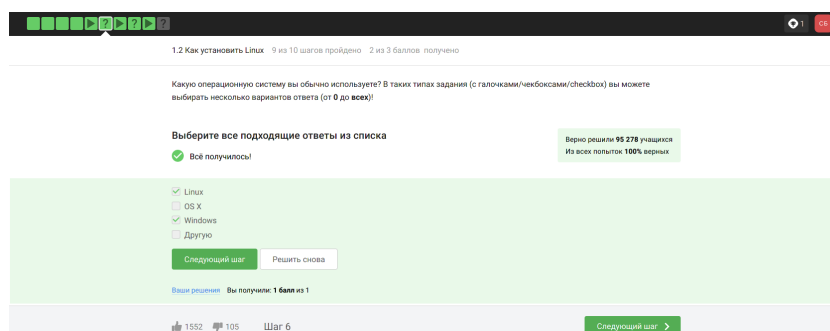 1
СБ
1.2 Как установить Linux 9 из 10 шагов пройдено 2 из 3 баллов получено
Какую операционную систему вы обычно используете? В таких типах задания (с галочками/чекбоксами/checkbox) вы можете
выбирать несколько вариантов ответа (от 0 до всех)!
Выберите все подходящие ответы из списка
Всё получилось!
Верно решили 95 278 учащихся
Из всех попыток 100% верных
Linux
OS X
Windows
Другую
Следующий шаг Решить снова
Ваши решения Вы получили: 1 балл из 1
1552 105 Шаг 6 Следующий шаг